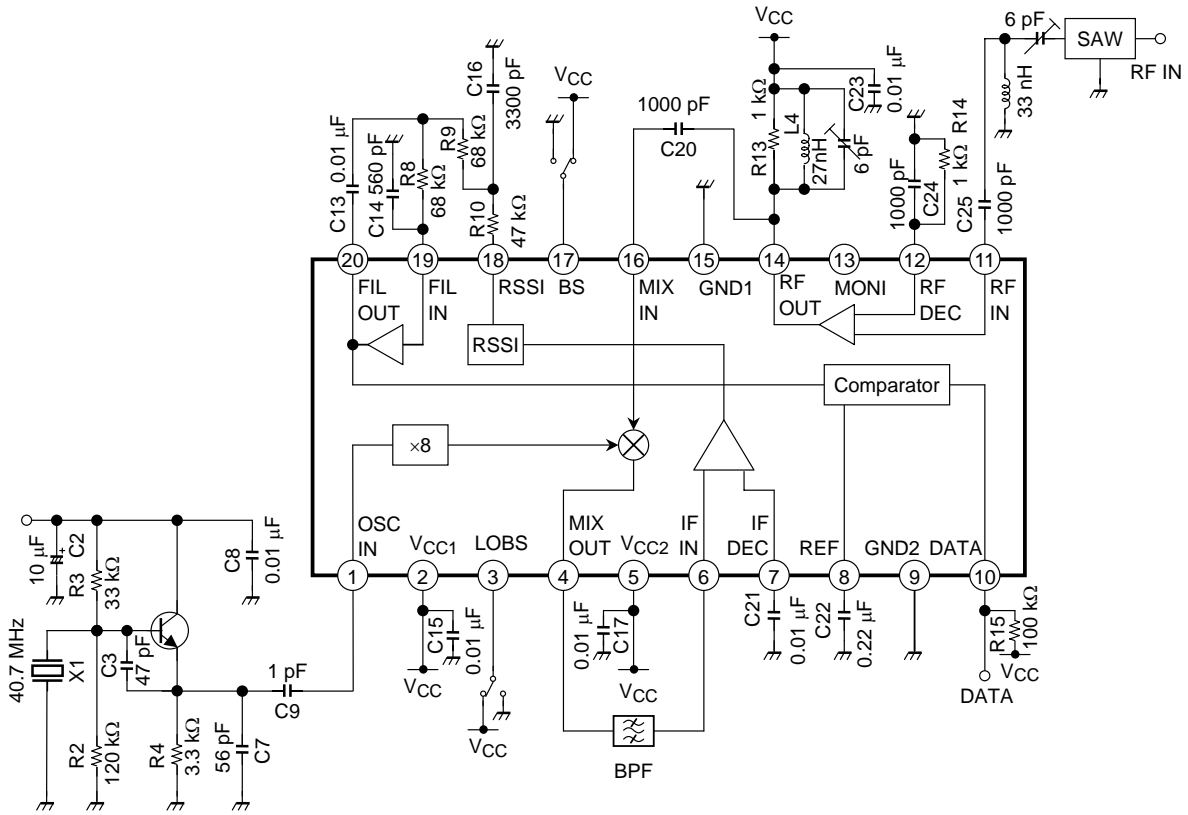 VCC
6 pF
SAW
RF IN
33 nH
C16
3300 pF
VCC
1000 pF
C20
R13
1 kΩ
L4
27nH
6 pF
C23
0.01 μF
1000 pF
C24
1 kΩ
R14
C25
1000 pF
C13
0.01 μF
C14
560 pF
R8
68 kΩ
R9
68 kΩ
R10
47 kΩ
20
19
18
17
16
15
14
13
12
11
FIL OUT
FIL IN
RSSI
BS
MIX IN
GND1
RF OUT
MONI
RF DEC
RF IN
RSSI
Comparator
×8
OSC IN
VCC1
LOBS
MIX OUT
VCC2
IF IN
IF DEC
REF
GND2
DATA
1
2
3
4
5
6
7
8
9
10
10 μF
+
C2
R3
33 kΩ
C8
0.01 μF
40.7 MHz
X1
C3
47 pF
R2
120 kΩ
R4
3.3 kΩ
56 pF
C7
1 pF
C9
C15
0.01 μF
VCC
VCC
0.01 μF
C17
VCC
BPF
C21
0.01 μF
C22
0.22 μF
R15
100 kΩ
VCC
DATA